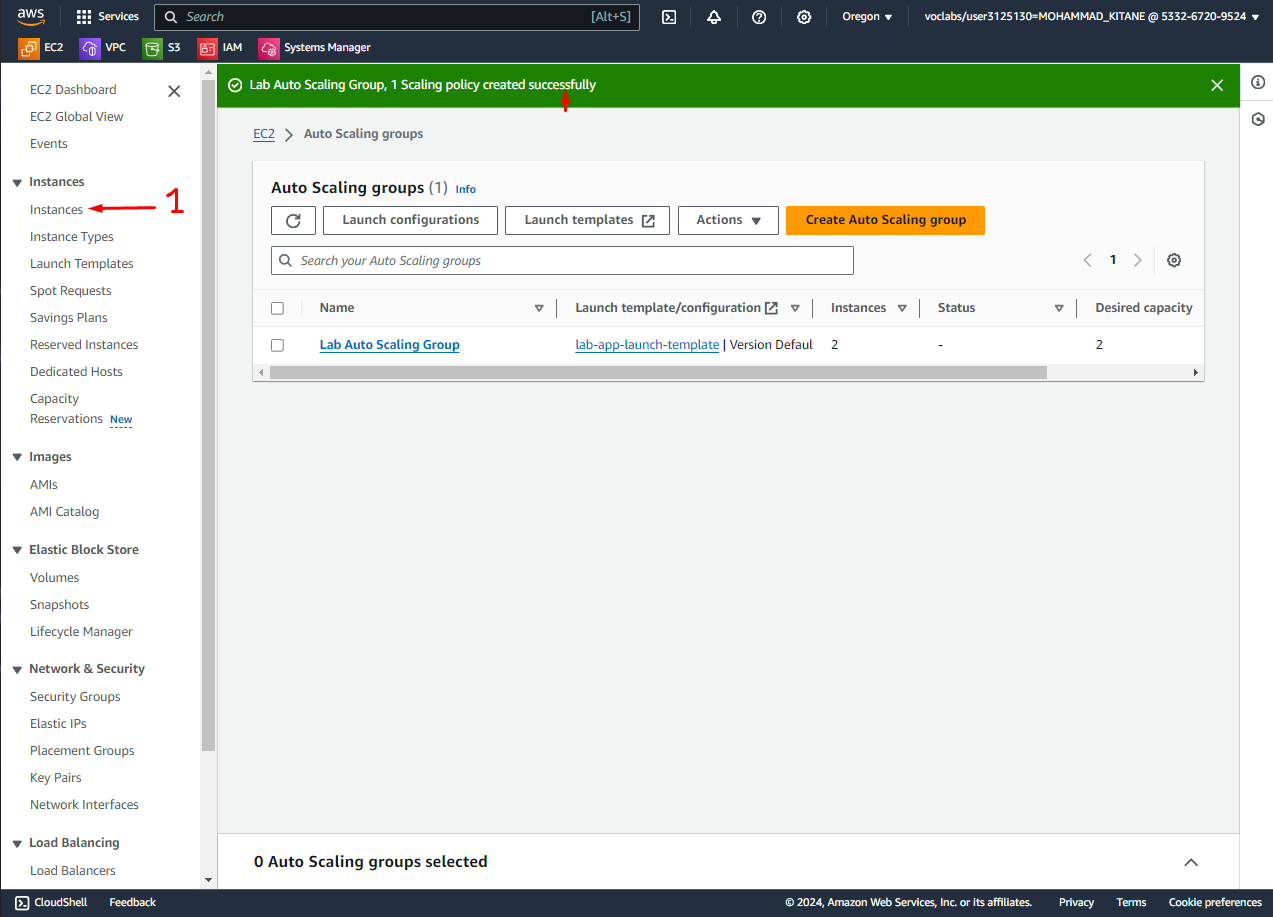 aws Services Search [Alt+S] Oregon voclabs/user3125130=MOHAMMAD_KITANE @ 5332-6720-9524
EC2 VPC S3 IAM Systems Manager
EC2 Dashboard
EC2 Global View
Events
Instances
Instances 1
Instance Types
Launch Templates
Spot Requests
Savings Plans
Reserved Instances
Dedicated Hosts
Capacity
Reservations New
Images
AMIs
AMI Catalog
Elastic Block Store
Volumes
Snapshots
Lifecycle Manager
Network & Security
Security Groups
Elastic IPs
Placement Groups
Key Pairs
Network Interfaces
Load Balancing
Load Balancers
Lab Auto Scaling Group, 1 Scaling policy created successfully
EC2 Auto Scaling groups
Auto Scaling groups (1) Info
Launch configurations Launch templates Actions Create Auto Scaling group
Search your Auto Scaling groups 1
Name Launch template/configuration Instances Status Desired capacity
Lab Auto Scaling Group lab-app-launch-template | Version Defaul 2 - 2
0 Auto Scaling groups selected
CloudShell Feedback © 2024, Amazon Web Services, Inc. or its affiliates. Privacy Terms Cookie preferences